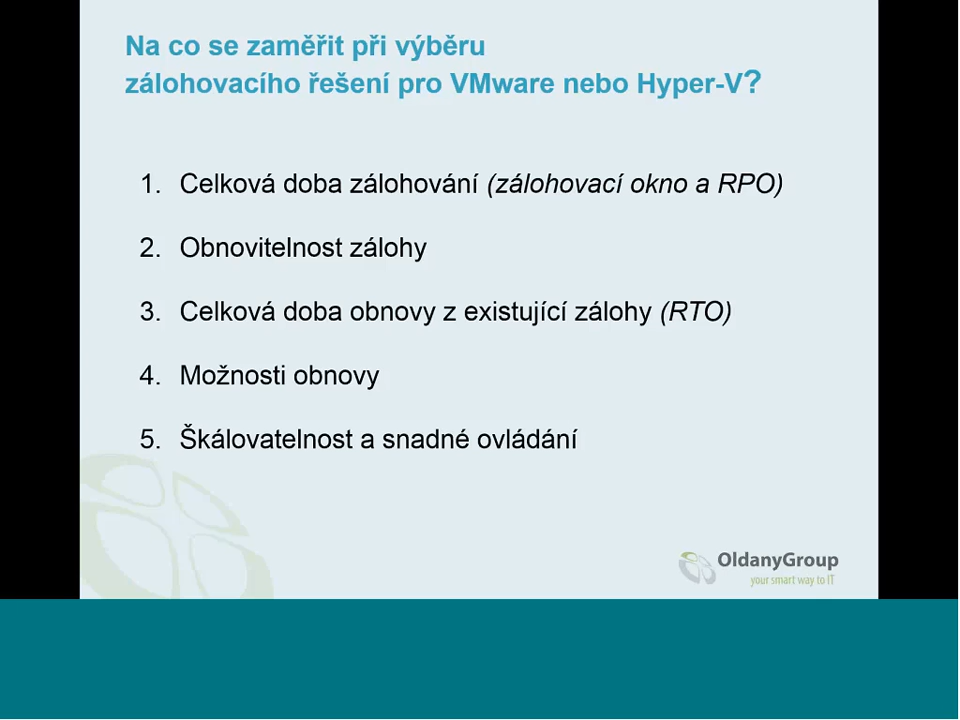 Na co se zaměřit při výběru
zálohovacího řešení pro VMware nebo Hyper-V?
1. Celková doba zálohování (zálohovací okno a RPO)
2. Obnovitelnost zálohy
3. Celková doba obnovy z existující zálohy (RTO)
4. Možnosti obnovy
5. Škálovatelnost a snadné ovládání
OldanyGroup
your smart way to IT